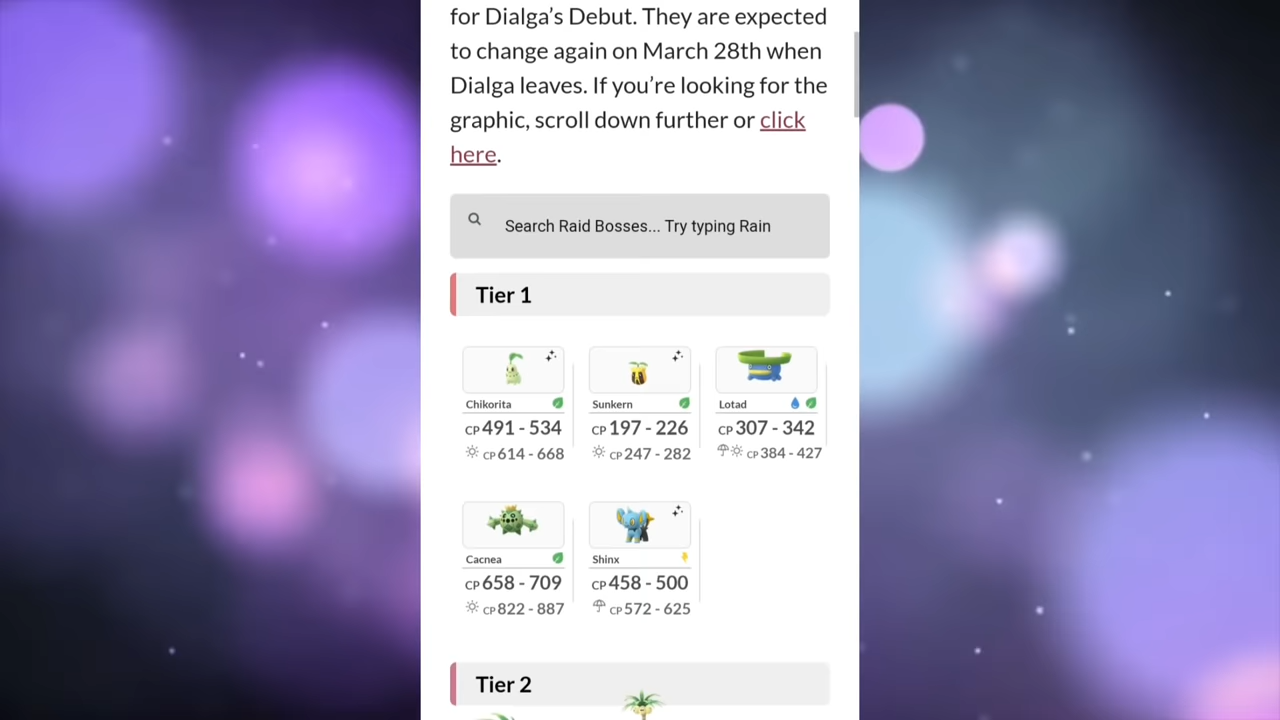 for Dialga’s Debut. They are expected
to change again on March 28th when
Dialga leaves. If you’re looking for the
graphic, scroll down further or click
here.
Search Raid Bosses... Try typing Rain
Tier 1
Chikorita Sunkern Lotad
CP 491 - 534 CP 197 - 226 CP 307 - 342
CP 614 - 668 CP 247 - 282 CP 384 - 427
Cacnea Shinx
CP 658 - 709 CP 458 - 500
CP 822 - 887 CP 572 - 625
Tier 2